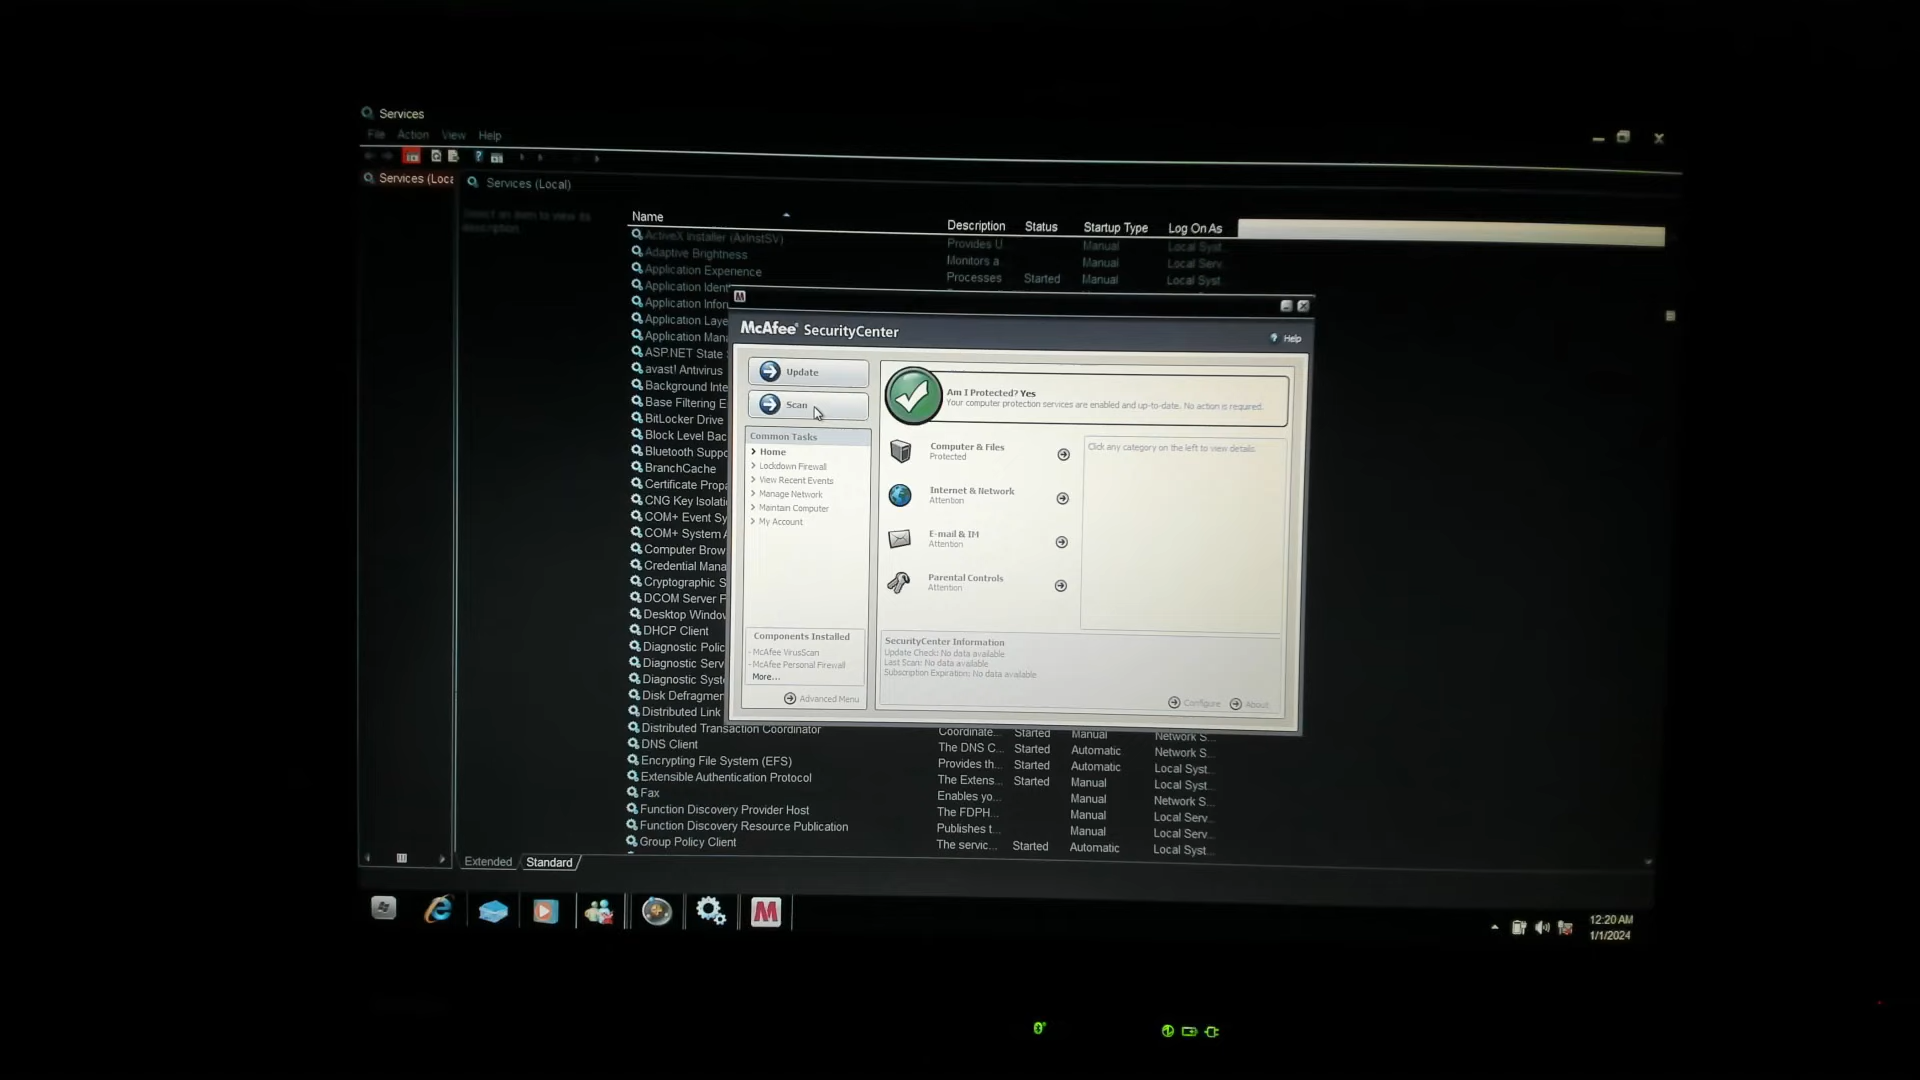 Services
File Action View Help
Services (Loca
Services (Local)
Select an item to view its
description.
Name Description Status Startup Type Log On As
ActiveX Installer (AxInstSV) Provides U... Manual Local Syst...
Adaptive Brightness Monitors a... Manual Local Serv...
Application Experience Processes Started Manual Local Syst...
Application Ident
Application Inforr
Application Laye
Application Mana
ASP.NET State
avast! Antivirus
Background Inte
Base Filtering E
BitLocker Drive
Block Level Bac
Bluetooth Suppo
BranchCache
Certificate Propa
CNG Key Isolati
COM+ Event Sy
COM+ System A
Computer Brow
Credential Mana
Cryptographic S
DCOM Server P
Desktop Window
DHCP Client
Diagnostic Polic
Diagnostic Serv
Diagnostic Syst
Disk Defragmer
Distributed Link
Distributed Transaction Coordinator Coordinate... Started Manual Network S...
DNS Client The DNS C... Started Automatic Network S...
Encrypting File System (EFS) Provides th... Started Automatic Local Syst...
Extensible Authentication Protocol The Extens... Started Manual Local Syst...
Fax Enables yo... Manual Network S...
Function Discovery Provider Host The FDPH... Manual Local Serv...
Function Discovery Resource Publication Publishes t... Manual Local Serv...
Group Policy Client The servic... Started Automatic Local Syst...
Extended Standard
M
McAfee® SecurityCenter
Help
Update
Scan
Common Tasks
Home
Lockdown Firewall
View Recent Events
Manage Network
Maintain Computer
My Account
Components Installed
- McAfee VirusScan
- McAfee Personal Firewall
More...
Advanced Menu
Am I Protected? Yes
Your computer protection services are enabled and up-to-date. No action is required.
Computer & Files
Protected
Internet & Network
Attention
E-mail & IM
Attention
Parental Controls
Attention
Click any category on the left to view details.
SecurityCenter Information
Update Check: No data available
Last Scan: No data available
Subscription Expiration: No data available
Configure About
12:20 AM
1/1/2024